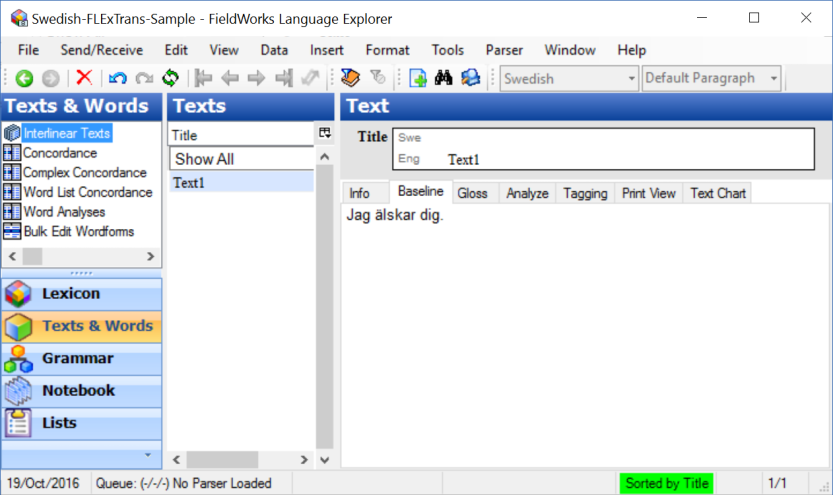 Swedish-FLExTrans-Sample - FieldWorks Language Explorer
File Send/Receive Edit View Data Insert Format Tools Parser Window Help
Swedish Default Paragraph
Texts & Words
Interlinear Texts
Concordance
Complex Concordance
Word List Concordance
Word Analyses
Bulk Edit Wordforms
Lexicon
Texts & Words
Grammar
Notebook
Lists
Texts
Title
Show All
Text1
Text
Title Swe
Eng Text1
Info Baseline Gloss Analyze Tagging Print View Text Chart
Jag älskar dig.
19/Oct/2016 Queue: (-/-/-) No Parser Loaded Sorted by Title 1/1